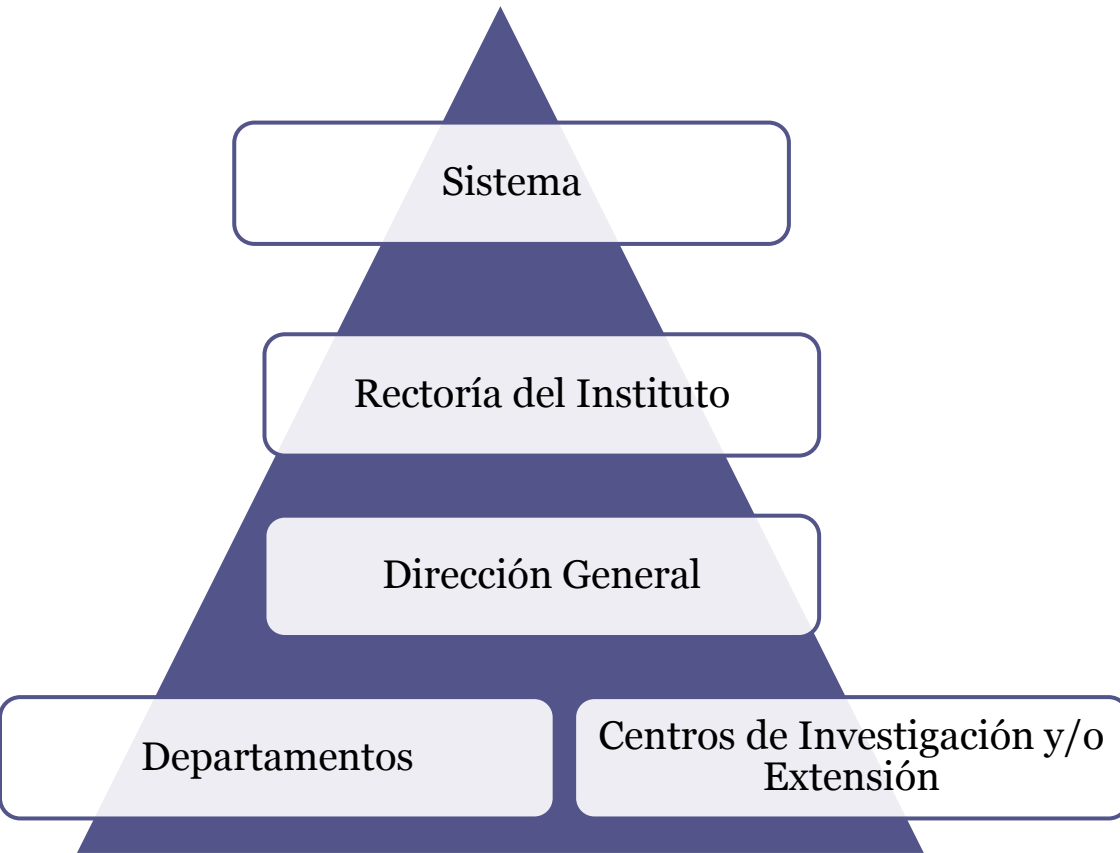 Sistema
Rectoría del Instituto
Dirección General
Departamentos
Centros de Investigación y/o
Extensión